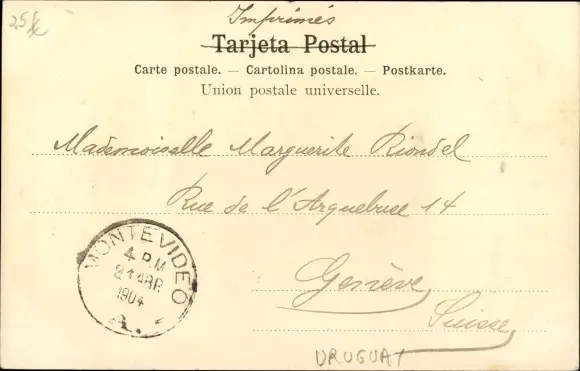 25
Imprimés
Tarjeta Postal
Carte postale. — Cartolina postale. — Postkarte.
Union postale universelle.
Mademoiselle Marguerite Riondel
Rue de l'Arquebuse 14
Genève
Suisse
MONTEVIDEO
4 P.M
21 ABR
1904
A.
URUGUAY